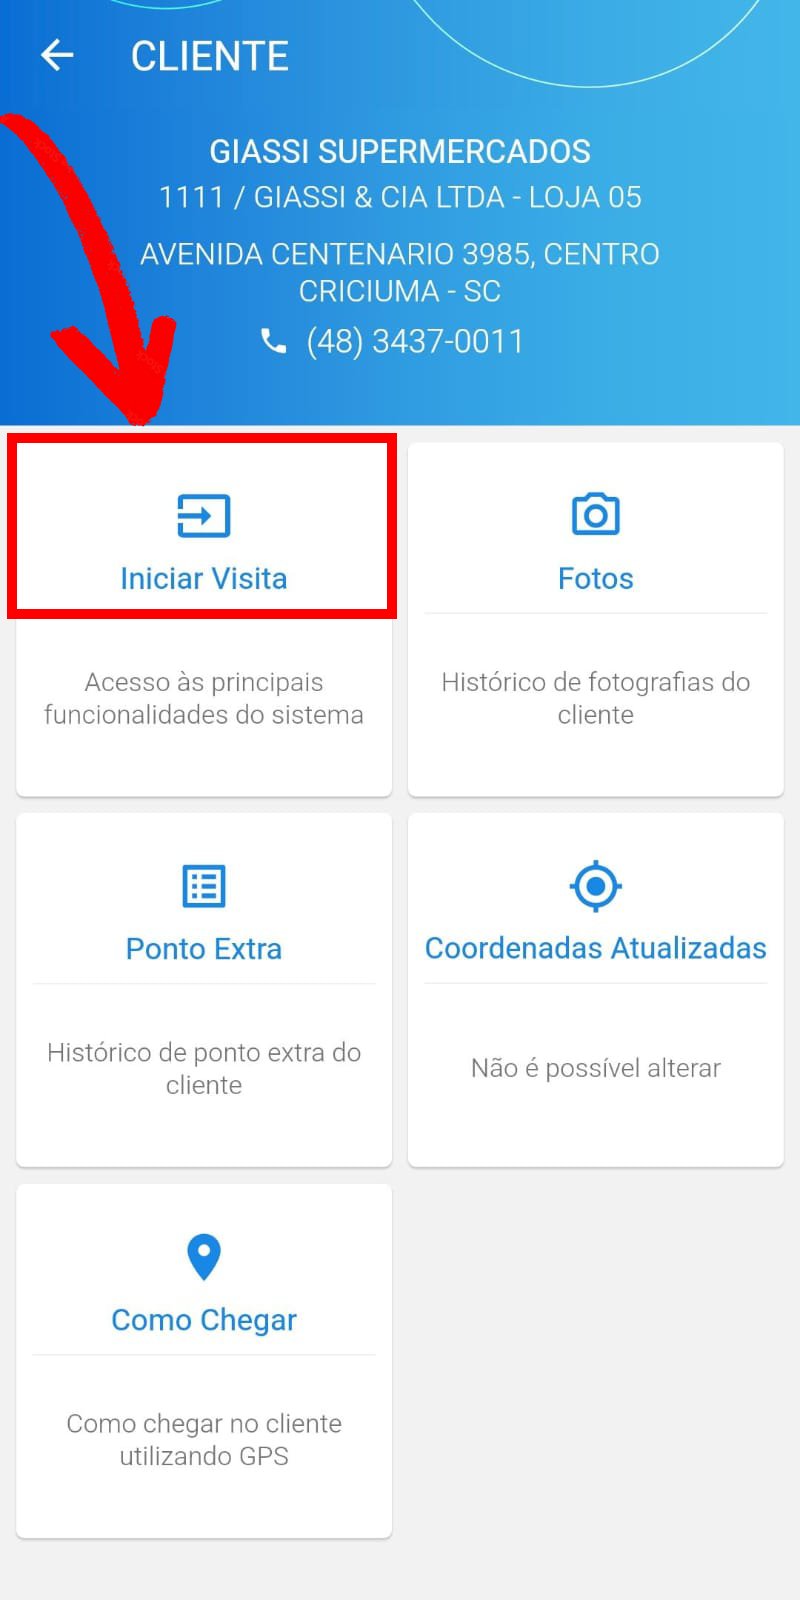 CLIENTE
GIASSI SUPERMERCADOS
1111 / GIASSI & CIA LTDA - LOJA 05
AVENIDA CENTENARIO 3985, CENTRO
CRICIUMA - SC
(48) 3437-0011
Iniciar Visita
Acesso às principais
funcionalidades do sistema
Fotos
Histórico de fotografias do
cliente
Ponto Extra
Histórico de ponto extra do
cliente
Coordenadas Atualizadas
Não é possível alterar
Como Chegar
Como chegar no cliente
utilizando GPS